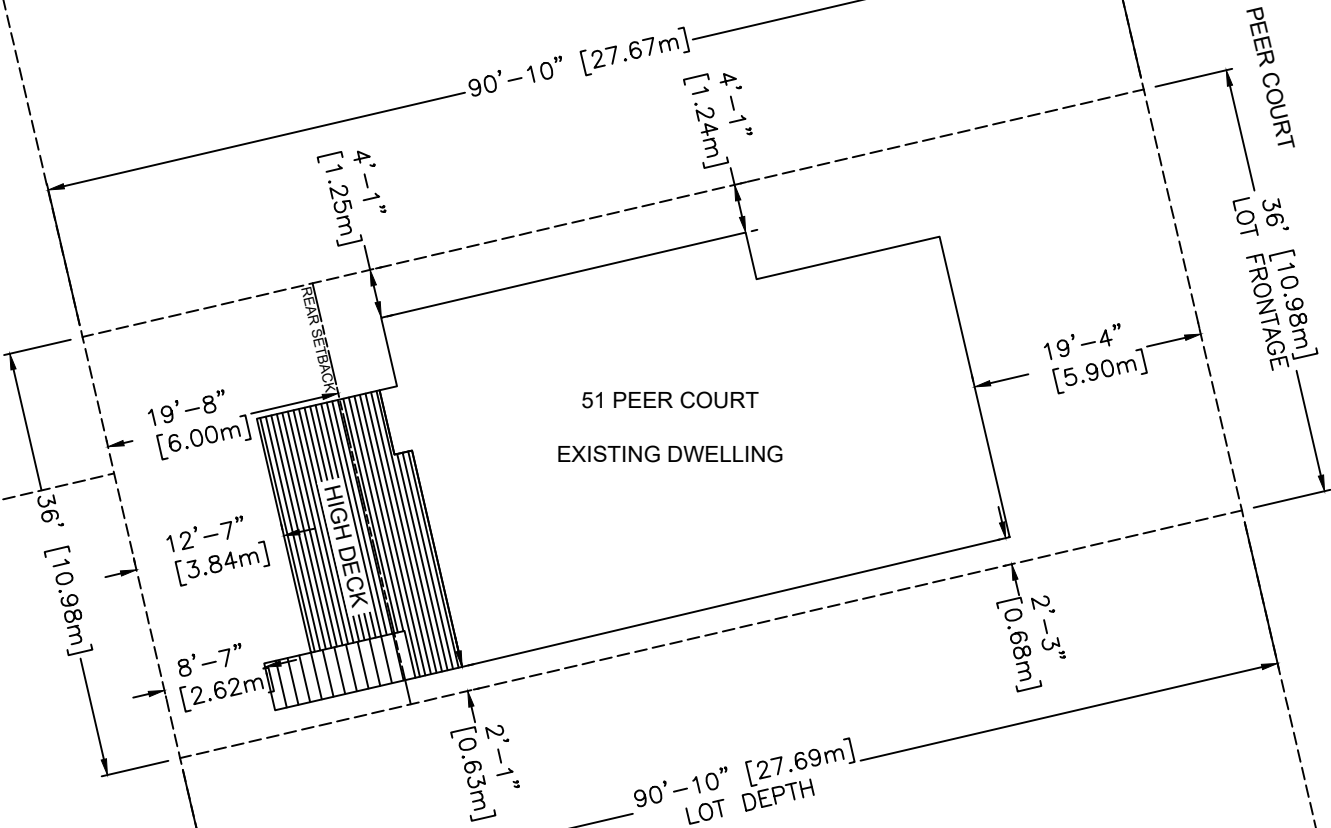 PEER COURT
90'-10" [27.67m]
4'-1"
[1.24m]
4'-1"
[1.25m]
36' [10.98m]
LOT FRONTAGE
REAR SETBACK
19'-4"
[5.90m]
19'-8"
[6.00m]
51 PEER COURT
EXISTING DWELLING
HIGH DECK
36' [10.98m]
12'-7"
[3.84m]
8'-7"
[2.62m]
2'-3"
[0.68m]
2'-1"
[0.63m]
90'-10" [27.69m]
LOT DEPTH